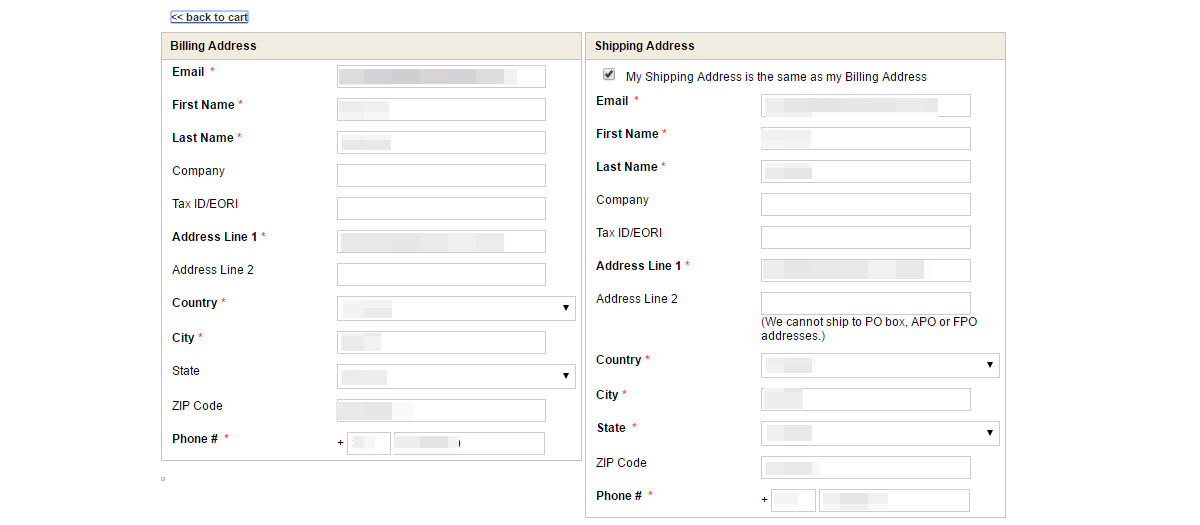 << back to cart
Billing Address
Email *
First Name *
Last Name *
Company
Tax ID/EORI
Address Line 1 *
Address Line 2
Country *
City *
State
ZIP Code
Phone # *
+
Shipping Address
My Shipping Address is the same as my Billing Address
Email *
First Name *
Last Name *
Company
Tax ID/EORI
Address Line 1 *
Address Line 2
(We cannot ship to PO box, APO or FPO
addresses.)
Country *
City *
State *
ZIP Code
Phone # *
+